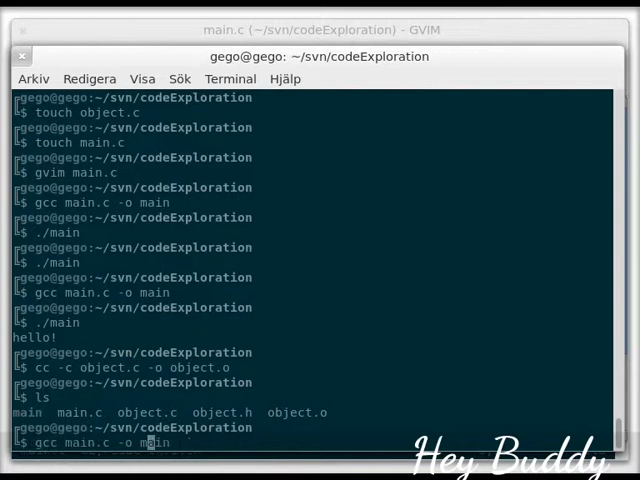 main.c (~/svn/codeExploration) - GVIM
gego@gego: ~/svn/codeExploration
Arkiv Redigera Visa Sök Terminal Hjälp
gego@gego:~/svn/codeExploration
$ touch object.c
gego@gego:~/svn/codeExploration
$ touch main.c
gego@gego:~/svn/codeExploration
$ gvim main.c
gego@gego:~/svn/codeExploration
$ gcc main.c -o main
gego@gego:~/svn/codeExploration
$ ./main
gego@gego:~/svn/codeExploration
$ ./main
gego@gego:~/svn/codeExploration
$ gcc main.c -o main
gego@gego:~/svn/codeExploration
$ ./main
hello!
gego@gego:~/svn/codeExploration
$ cc -c object.c -o object.o
gego@gego:~/svn/codeExploration
$ ls
main main.c object.c object.h object.o
gego@gego:~/svn/codeExploration
$ gcc main.c -o main
Hey Buddy